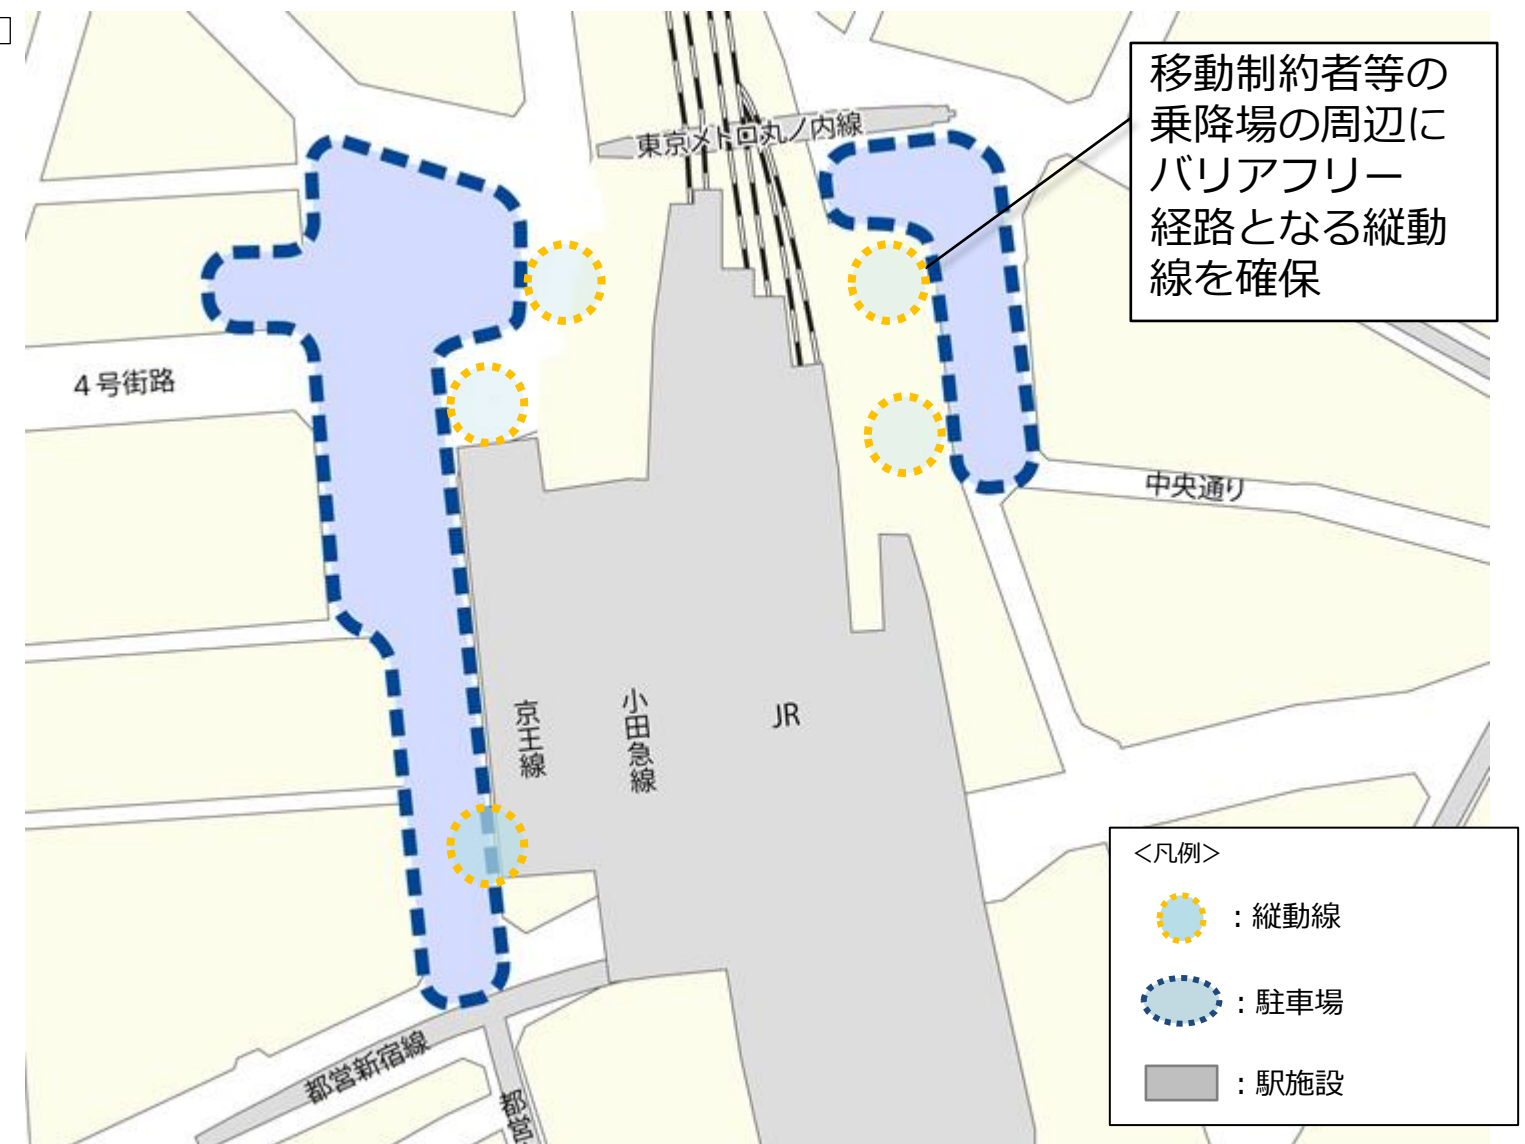 移動制約者等の
乗降場の周辺に
バリアフリー
経路となる縦動
線を確保
東京メトロ丸ノ内線
４号街路
中央通り
京王線
小田急線
JR
都営新宿線
都営
＜凡例＞
：縦動線
：駐車場
：駅施設